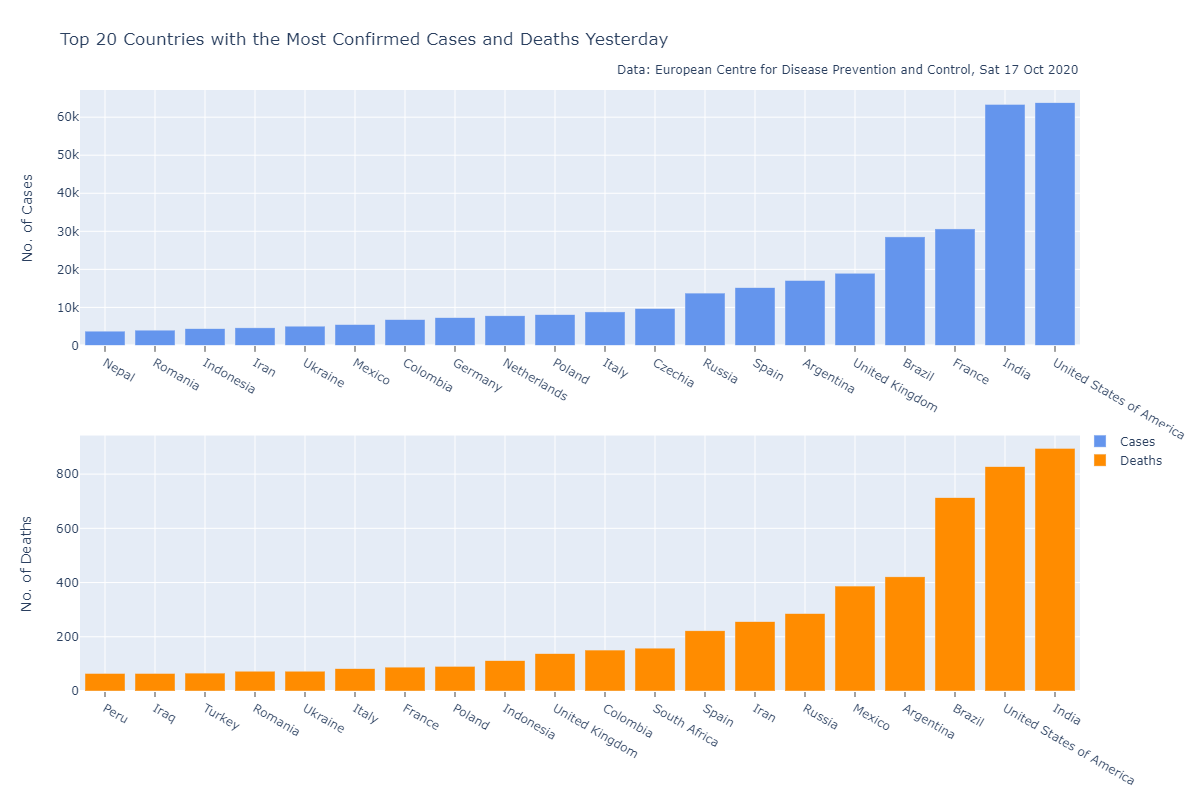 Top 20 Countries with the Most Confirmed Cases and Deaths Yesterday
Data: European Centre for Disease Prevention and Control, Sat 17 Oct 2020
No. of Cases
60k
50k
40k
30k
20k
10k
0
Nepal
Romania
Indonesia
Iran
Ukraine
Mexico
Colombia
Germany
Netherlands
Poland
Italy
Czechia
Russia
Spain
Argentina
United Kingdom
Brazil
France
India
United States of America
Cases
Deaths
No. of Deaths
800
600
400
200
0
Peru
Iraq
Turkey
Romania
Ukraine
Italy
France
Poland
Indonesia
United Kingdom
Colombia
South Africa
Spain
Iran
Russia
Mexico
Argentina
Brazil
United States of America
India